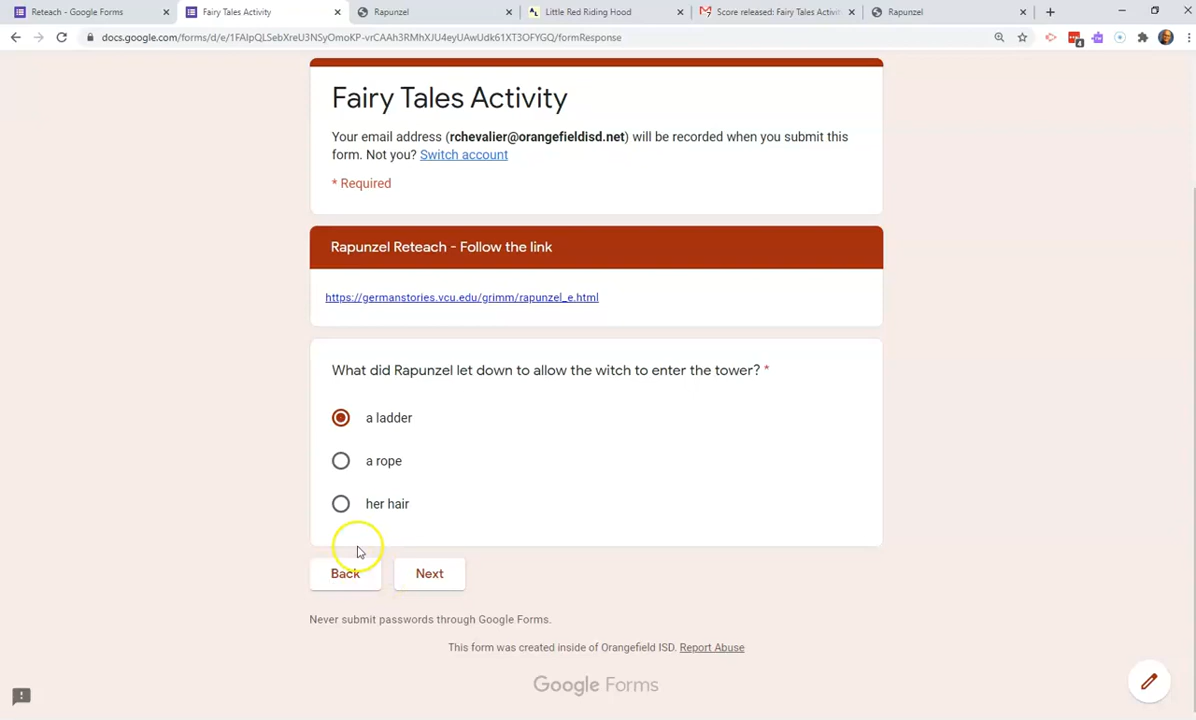 Reteach - Google Forms
Fairy Tales Activity
Rapunzel
Little Red Riding Hood
Score released: Fairy Tales Activit
Rapunzel
docs.google.com/forms/d/e/1FAIpQLSebXreU3NSyOmoKP-vrCAAh3RMhXJU4eyUAwUdk61XT3OFYGQ/formResponse
4
Fairy Tales Activity
Your email address (rchevalier@orangefieldisd.net) will be recorded when you submit this
form. Not you? Switch account
* Required
Rapunzel Reteach - Follow the link
https://germanstories.vcu.edu/grimm/rapunzel_e.html
What did Rapunzel let down to allow the witch to enter the tower? *
a ladder
a rope
her hair
Back
Next
Never submit passwords through Google Forms.
This form was created inside of Orangefield ISD. Report Abuse
Google Forms